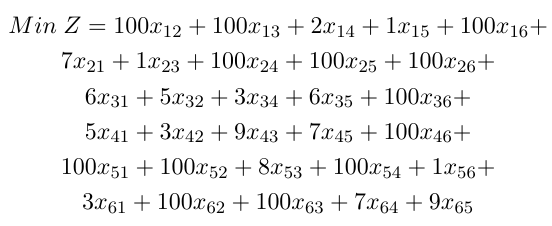 Min Z = 100x₁₂ + 100x₁₃ + 2x₁₄ + 1x₁₅ + 100x₁₆+
7x₂₁ + 1x₂₃ + 100x₂₄ + 100x₂₅ + 100x₂₆+
6x₃₁ + 5x₃₂ + 3x₃₄ + 6x₃₅ + 100x₃₆+
5x₄₁ + 3x₄₂ + 9x₄₃ + 7x₄₅ + 100x₄₆+
100x₅₁ + 100x₅₂ + 8x₅₃ + 100x₅₄ + 1x₅₆+
3x₆₁ + 100x₆₂ + 100x₆₃ + 7x₆₄ + 9x₆₅